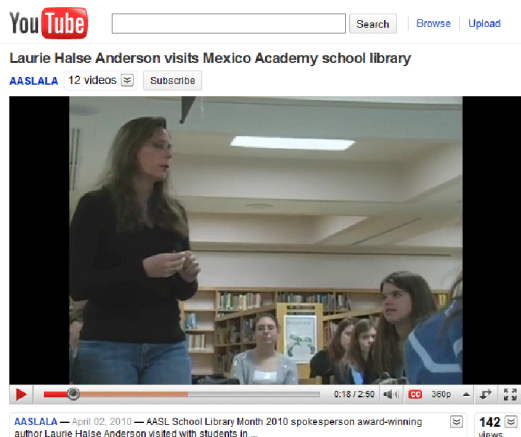 YouTube Search Browse Upload
Laurie Halse Anderson visits Mexico Academy school library
AASLALA 12 videos Subscribe
0:18 / 2:50 CC 360p
AASLALA — April 02, 2010 — AASL School Library Month 2010 spokesperson award-winning
author Laurie Halse Anderson visited with students in ...
142
views